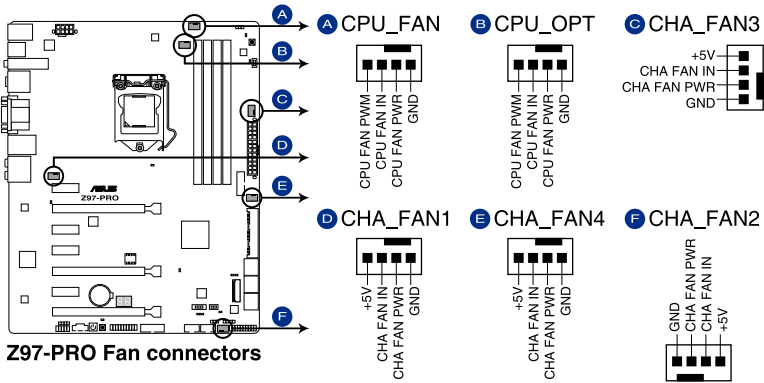 A
B
C
D
E
F
ASUS
Z97-PRO
Z97-PRO Fan connectors
A CPU_FAN
CPU FAN PWM
CPU FAN IN
CPU FAN PWR
GND
B CPU_OPT
CPU FAN PWM
CPU FAN IN
CPU FAN PWR
GND
C CHA_FAN3
+5V
CHA FAN IN
CHA FAN PWR
GND
D CHA_FAN1
+5V
CHA FAN IN
CHA FAN PWR
GND
E CHA_FAN4
+5V
CHA FAN IN
CHA FAN PWR
GND
F CHA_FAN2
GND
CHA FAN PWR
CHA FAN IN
+5V